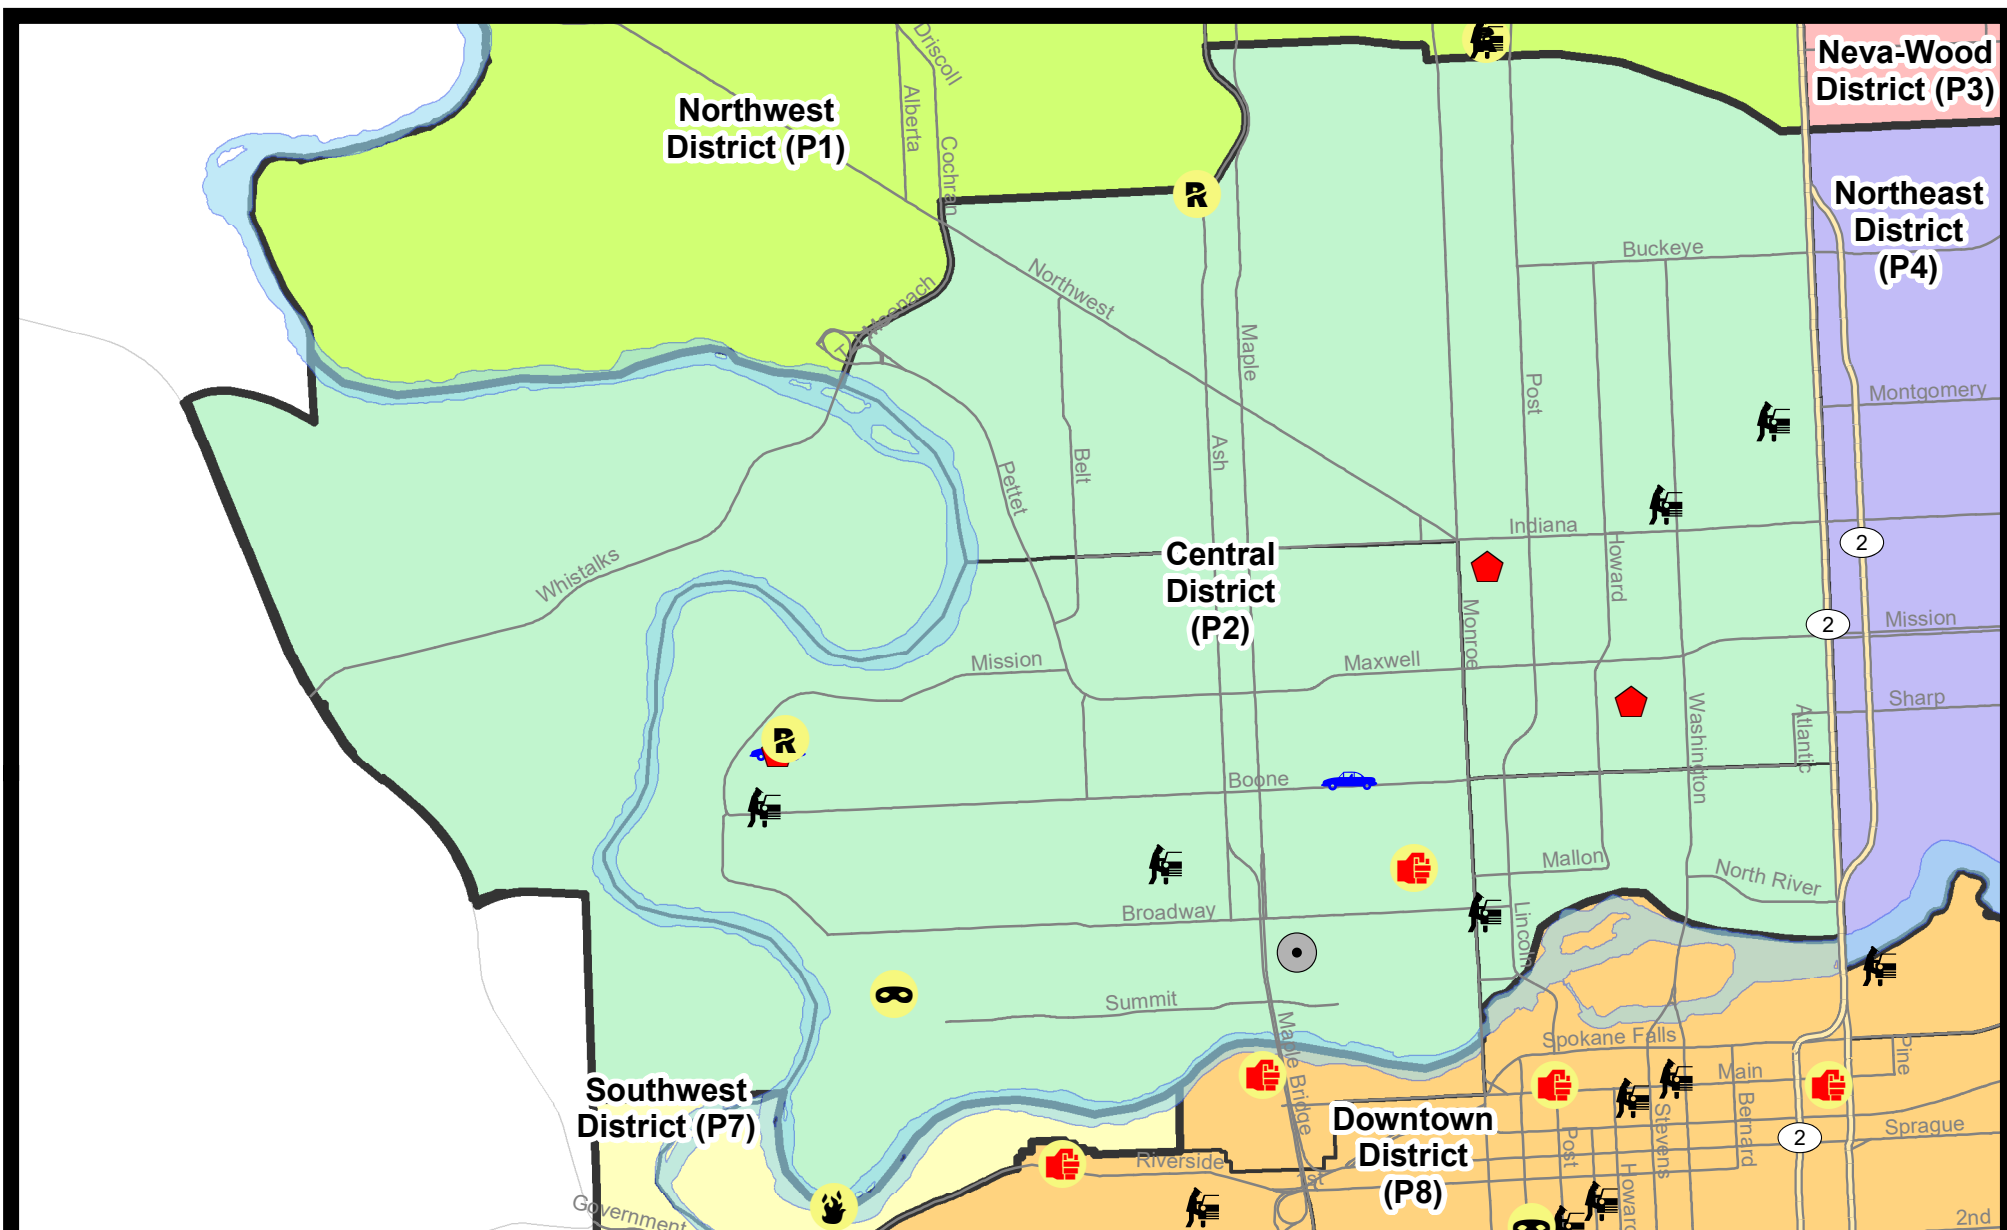 Neva-Wood
District (P3)
Northwest
District (P1)
Northeast
District
(P4)
Central
District
(P2)
Southwest
District (P7)
Downtown
District
(P8)
Driscoll
Alberta
Cochran
Buckeye
Northwest
Maple
Montgomery
Post
Ash
Belt
Pettet
Indiana
Howard
2
Whistalks
Monroe
2
Mission
Mission
Maxwell
Sharp
Washington
Atlantic
R
R
Boone
Mallon
North River
Broadway
Lincoln
Summit
Maple Bridge
Spokane Falls
Pine
Main
Bernard
Stevens
2
Sprague
Post
Howard
Riverside
1st
Government
2nd